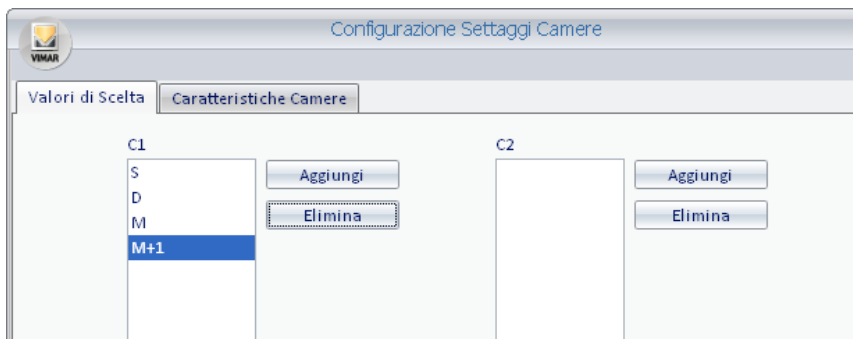 Configurazione Settaggi Camere
VIMAR
Valori di Scelta
Caratteristiche Camere
C1
C2
S
D
M
M+1
Aggiungi
Elimina
Aggiungi
Elimina